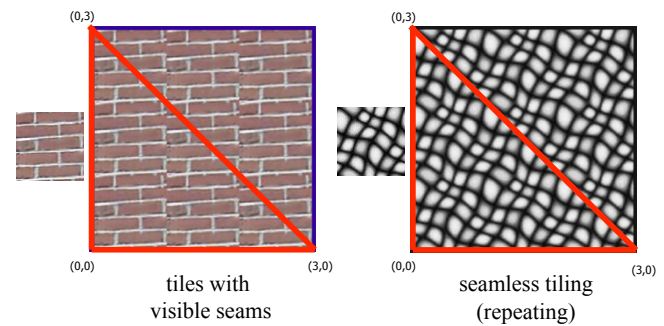 (0,3)
(0,0)
(3,0)
tiles with
visible seams
(0,3)
(0,0)
(3,0)
seamless tiling
(repeating)